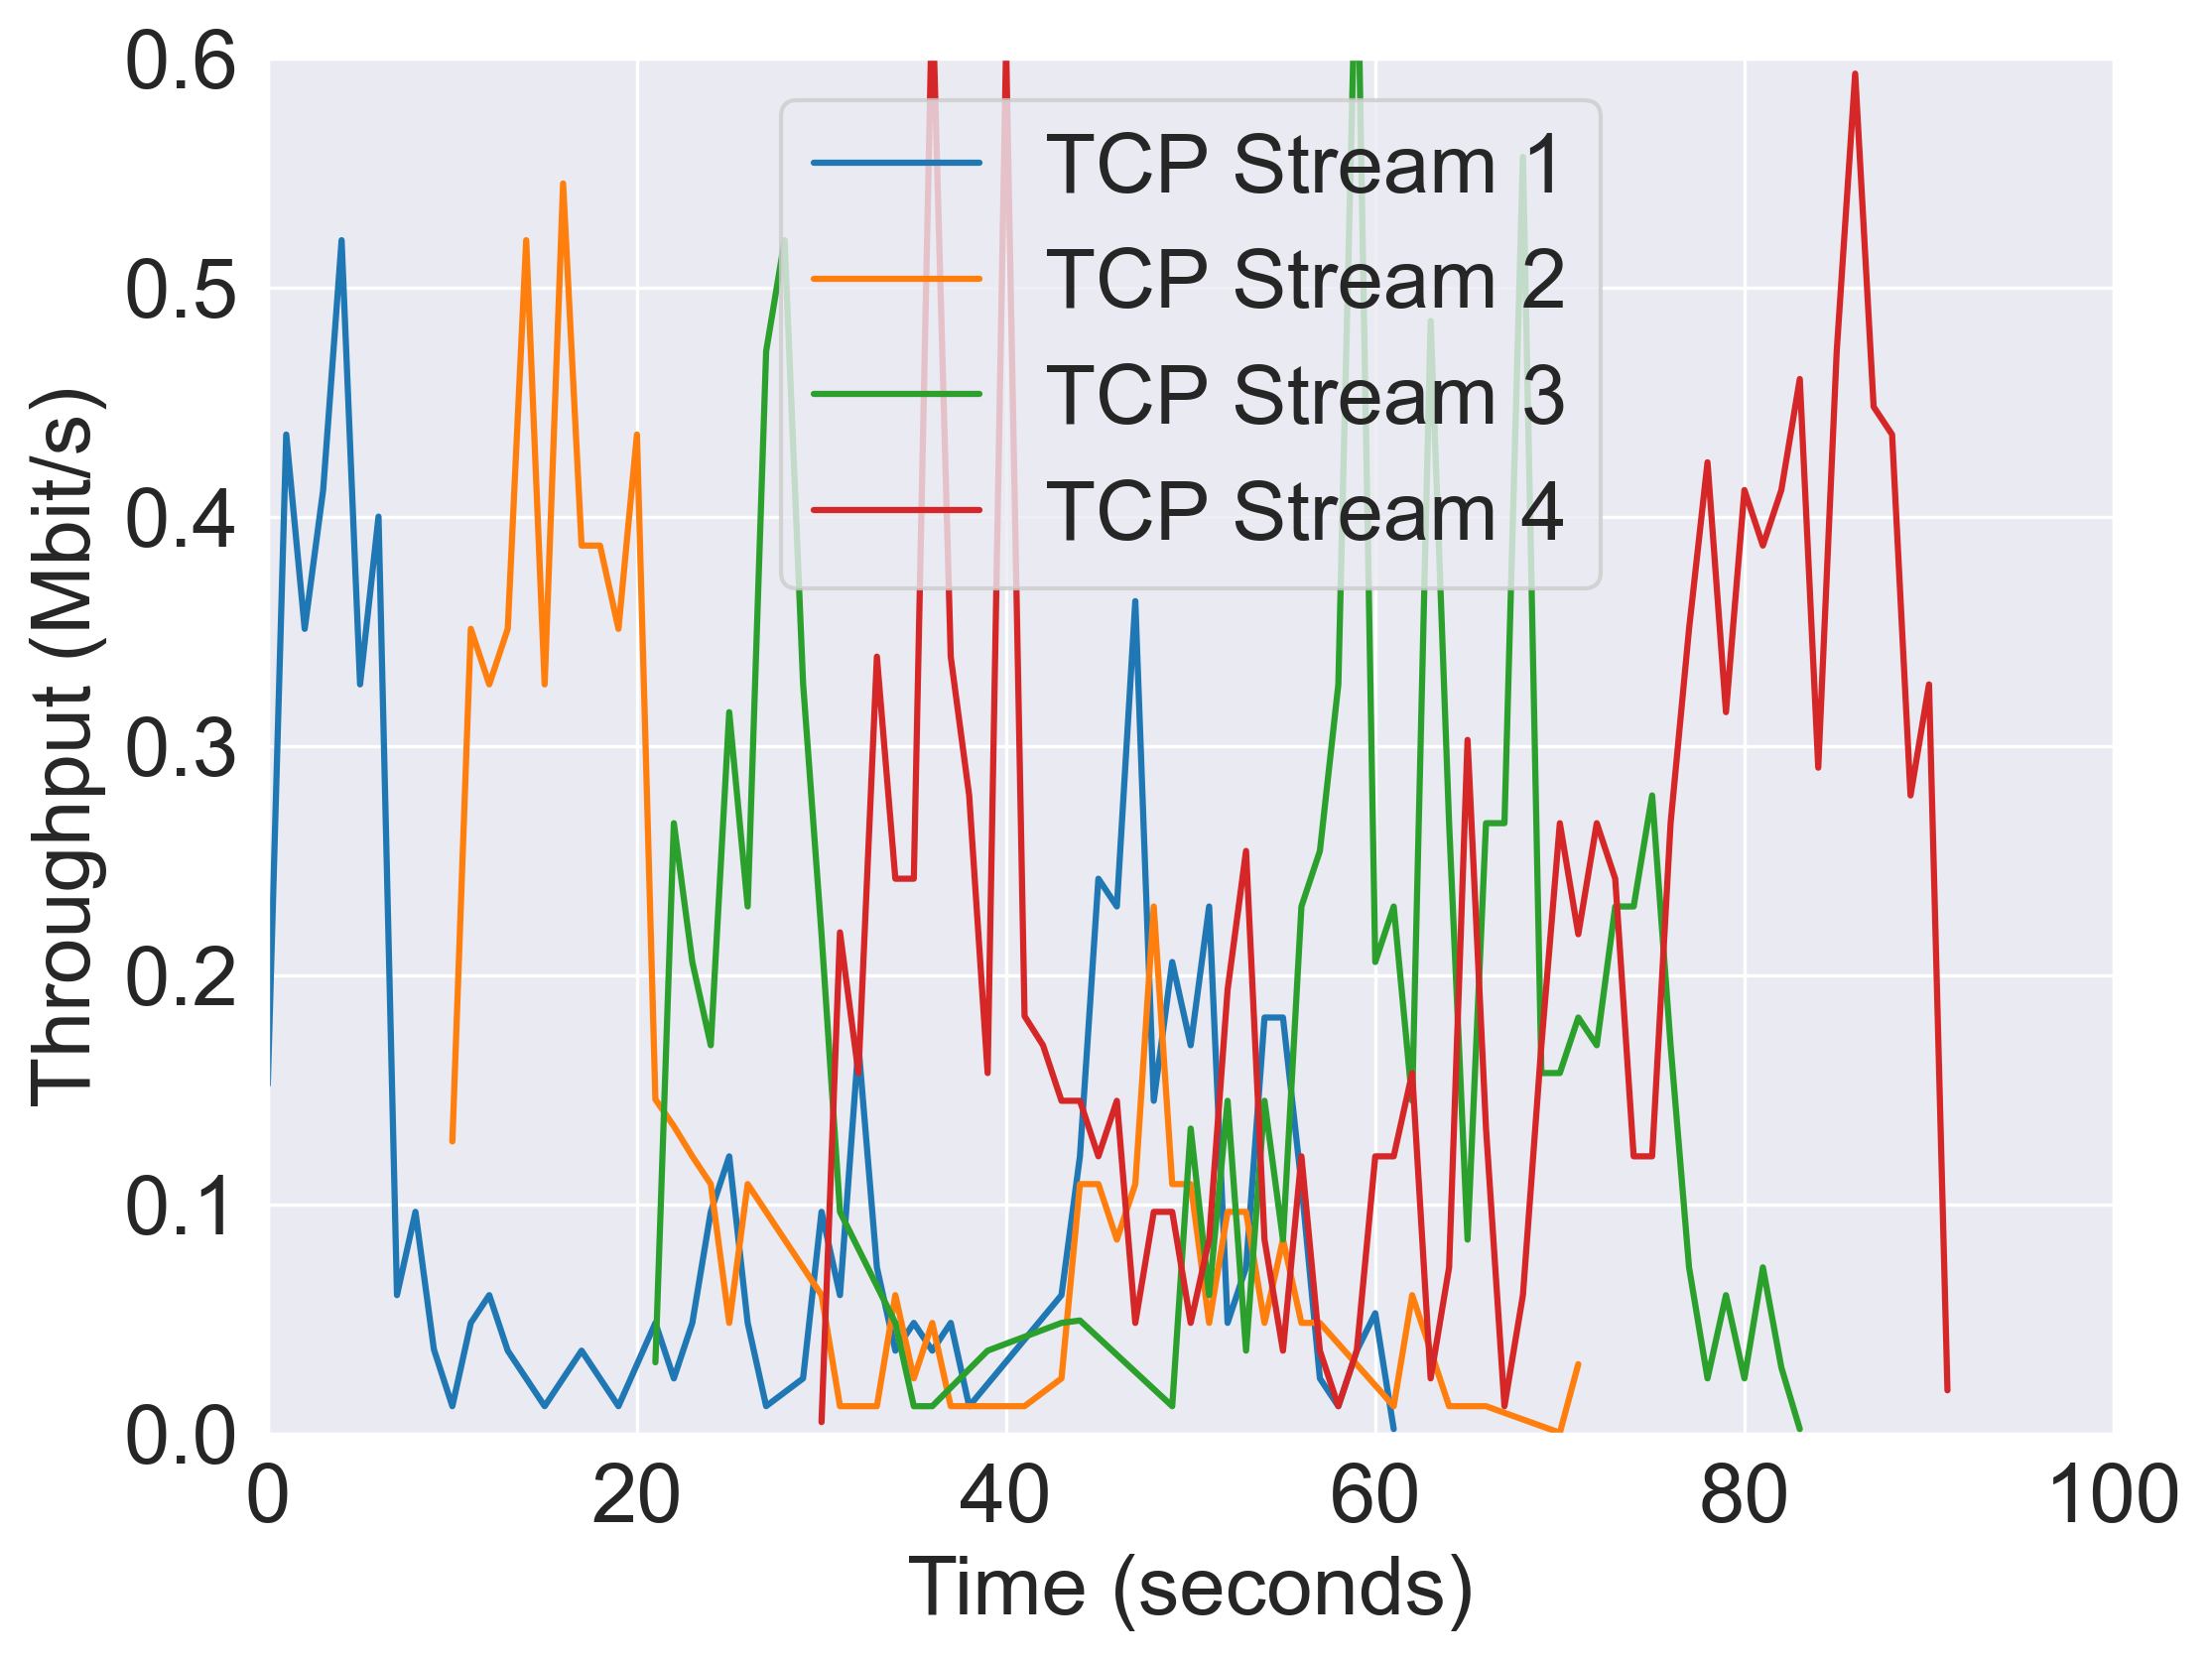 0.6
0.5
0.4
0.3
0.2
0.1
0.0
Throughput (Mbit/s)
TCP Stream 1
TCP Stream 2
TCP Stream 3
TCP Stream 4
0 20 40 60 80 100
Time (seconds)